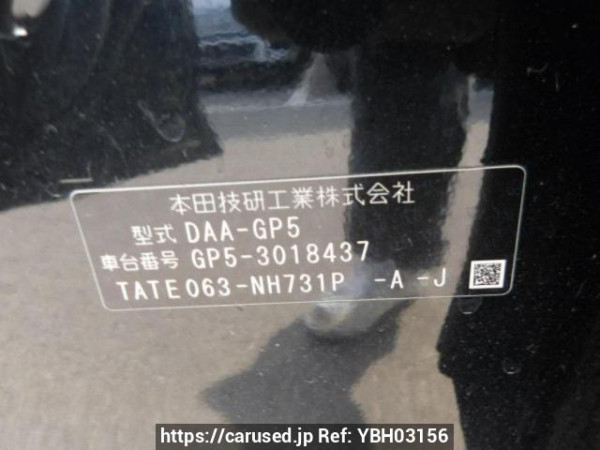 本田技研工業株式会社
型式 DAA-GP5
車台番号 GP5-3018437
TATE063-NH731P -A -J
https://carused.jp Ref: YBH03156